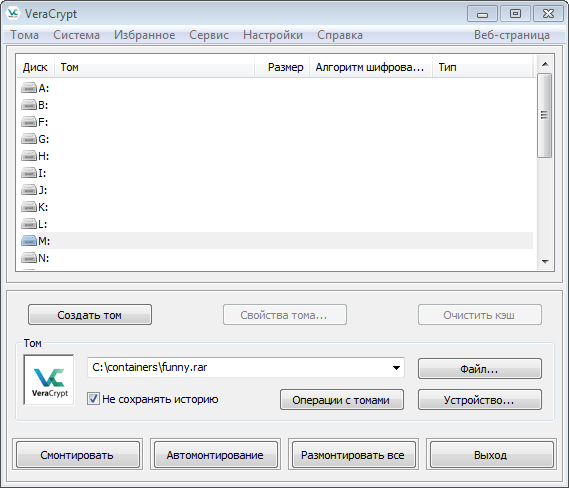 VeraCrypt
Тома Система Избранное Сервис Настройки Справка Веб-страница
Диск Том Размер Алгоритм шифрова... Тип
A:
B:
F:
G:
H:
I:
J:
K:
L:
M:
N:
Создать том Свойства тома... Очистить кэш
Том
VeraCrypt
C:\containers\funny.rar Файл...
Не сохранять историю Операции с томами Устройство...
Смонтировать Автомонтирование Размонтировать все Выход